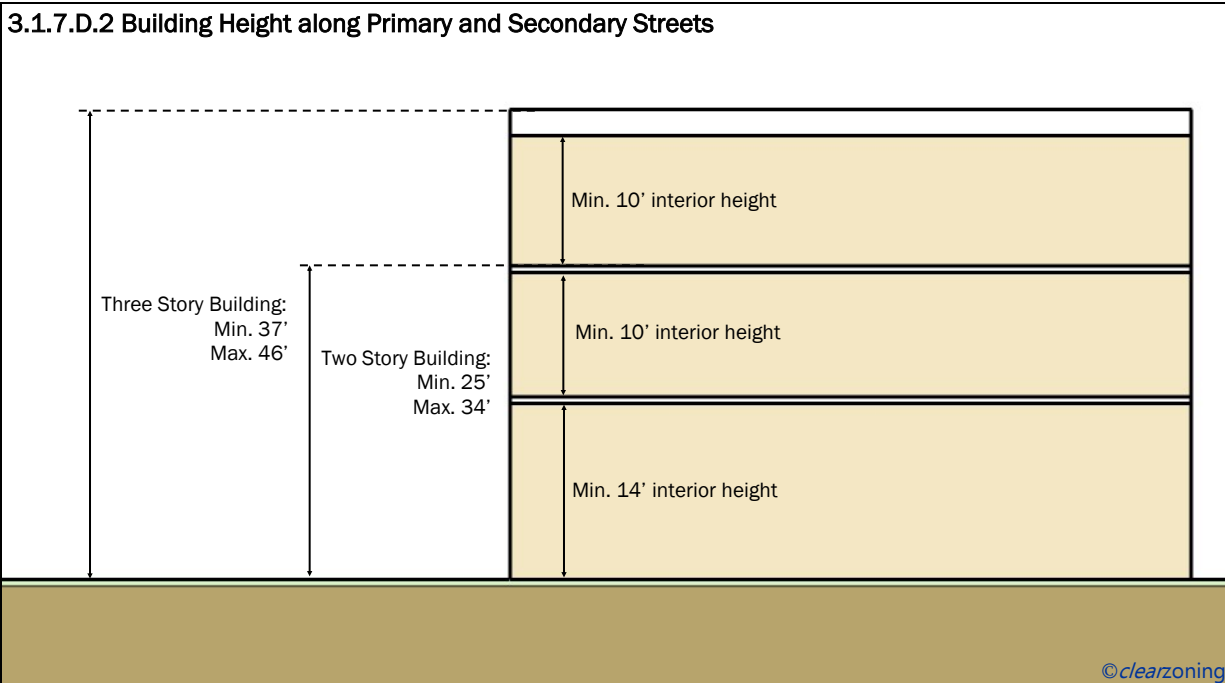 3.1.7.D.2 Building Height along Primary and Secondary Streets
Min. 10’ interior height
Three Story Building:
Min. 37’
Max. 46’
Min. 10’ interior height
Two Story Building:
Min. 25’
Max. 34’
Min. 14’ interior height
©clearzoning